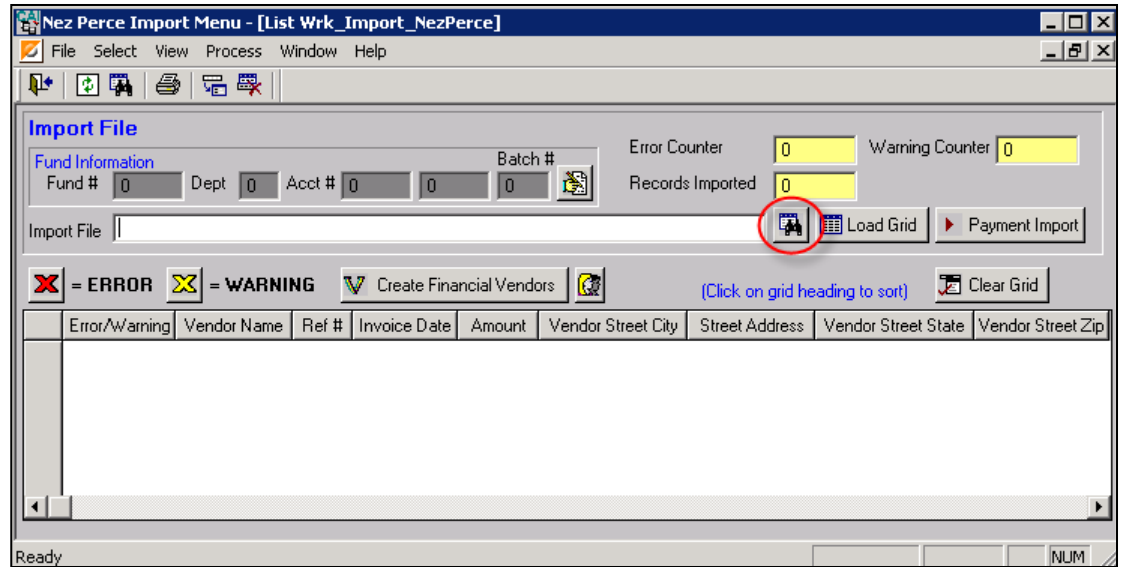 Nez Perce Import Menu - [List Wrk_Import_NezPerce]
File Select View Process Window Help
Import File
Fund Information
Batch #
Fund # 0 Dept 0 Acct # 0 0 0
Error Counter 0 Warning Counter 0
Records Imported 0
Import File
Load Grid Payment Import
= ERROR = WARNING Create Financial Vendors (Click on grid heading to sort) Clear Grid
Error/Warning Vendor Name Ref # Invoice Date Amount Vendor Street City Street Address Vendor Street State Vendor Street Zip
Ready NUM